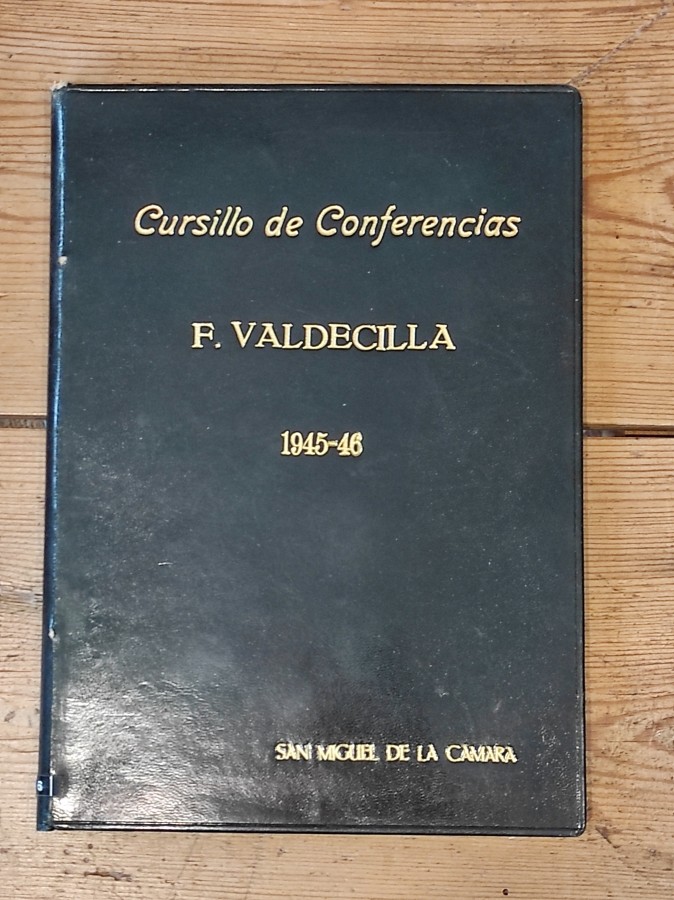 Cursillo de Conferencias
F. VALDECILLA
1945-46
SAN MIGUEL DE LA CAMARA